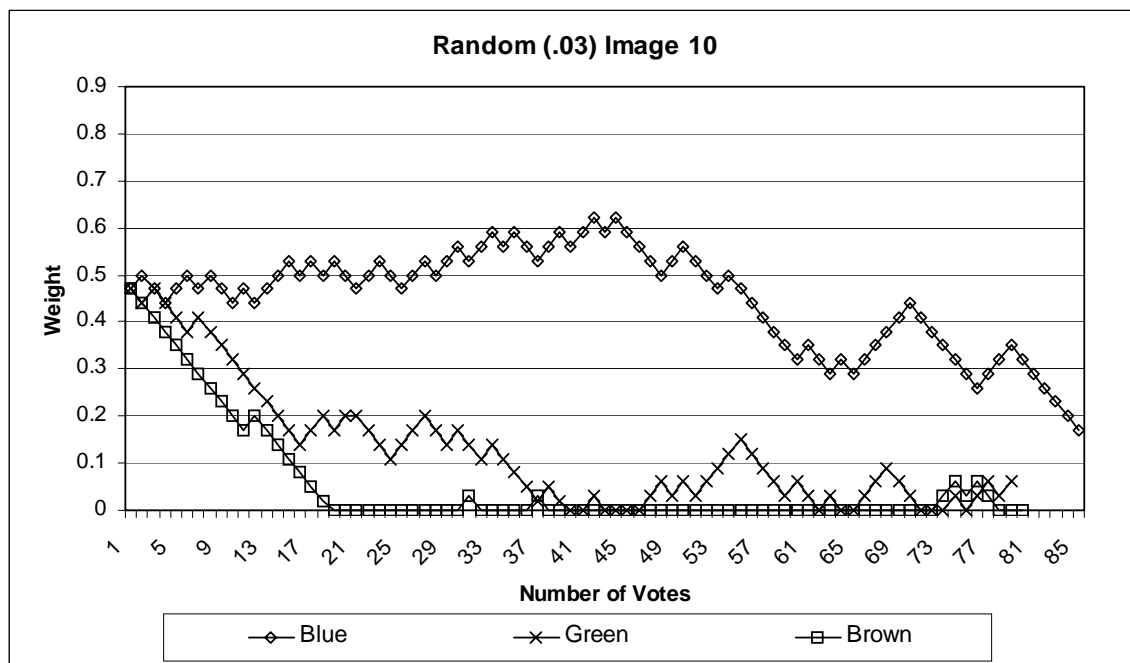 Random (.03) Image 10
0.9
0.8
0.7
0.6
0.5
0.4
0.3
0.2
0.1
0
Weight
1 5 9 13 17 21 25 29 33 37 41 45 49 53 57 61 65 69 73 77 81 85
Number of Votes
Blue Green Brown